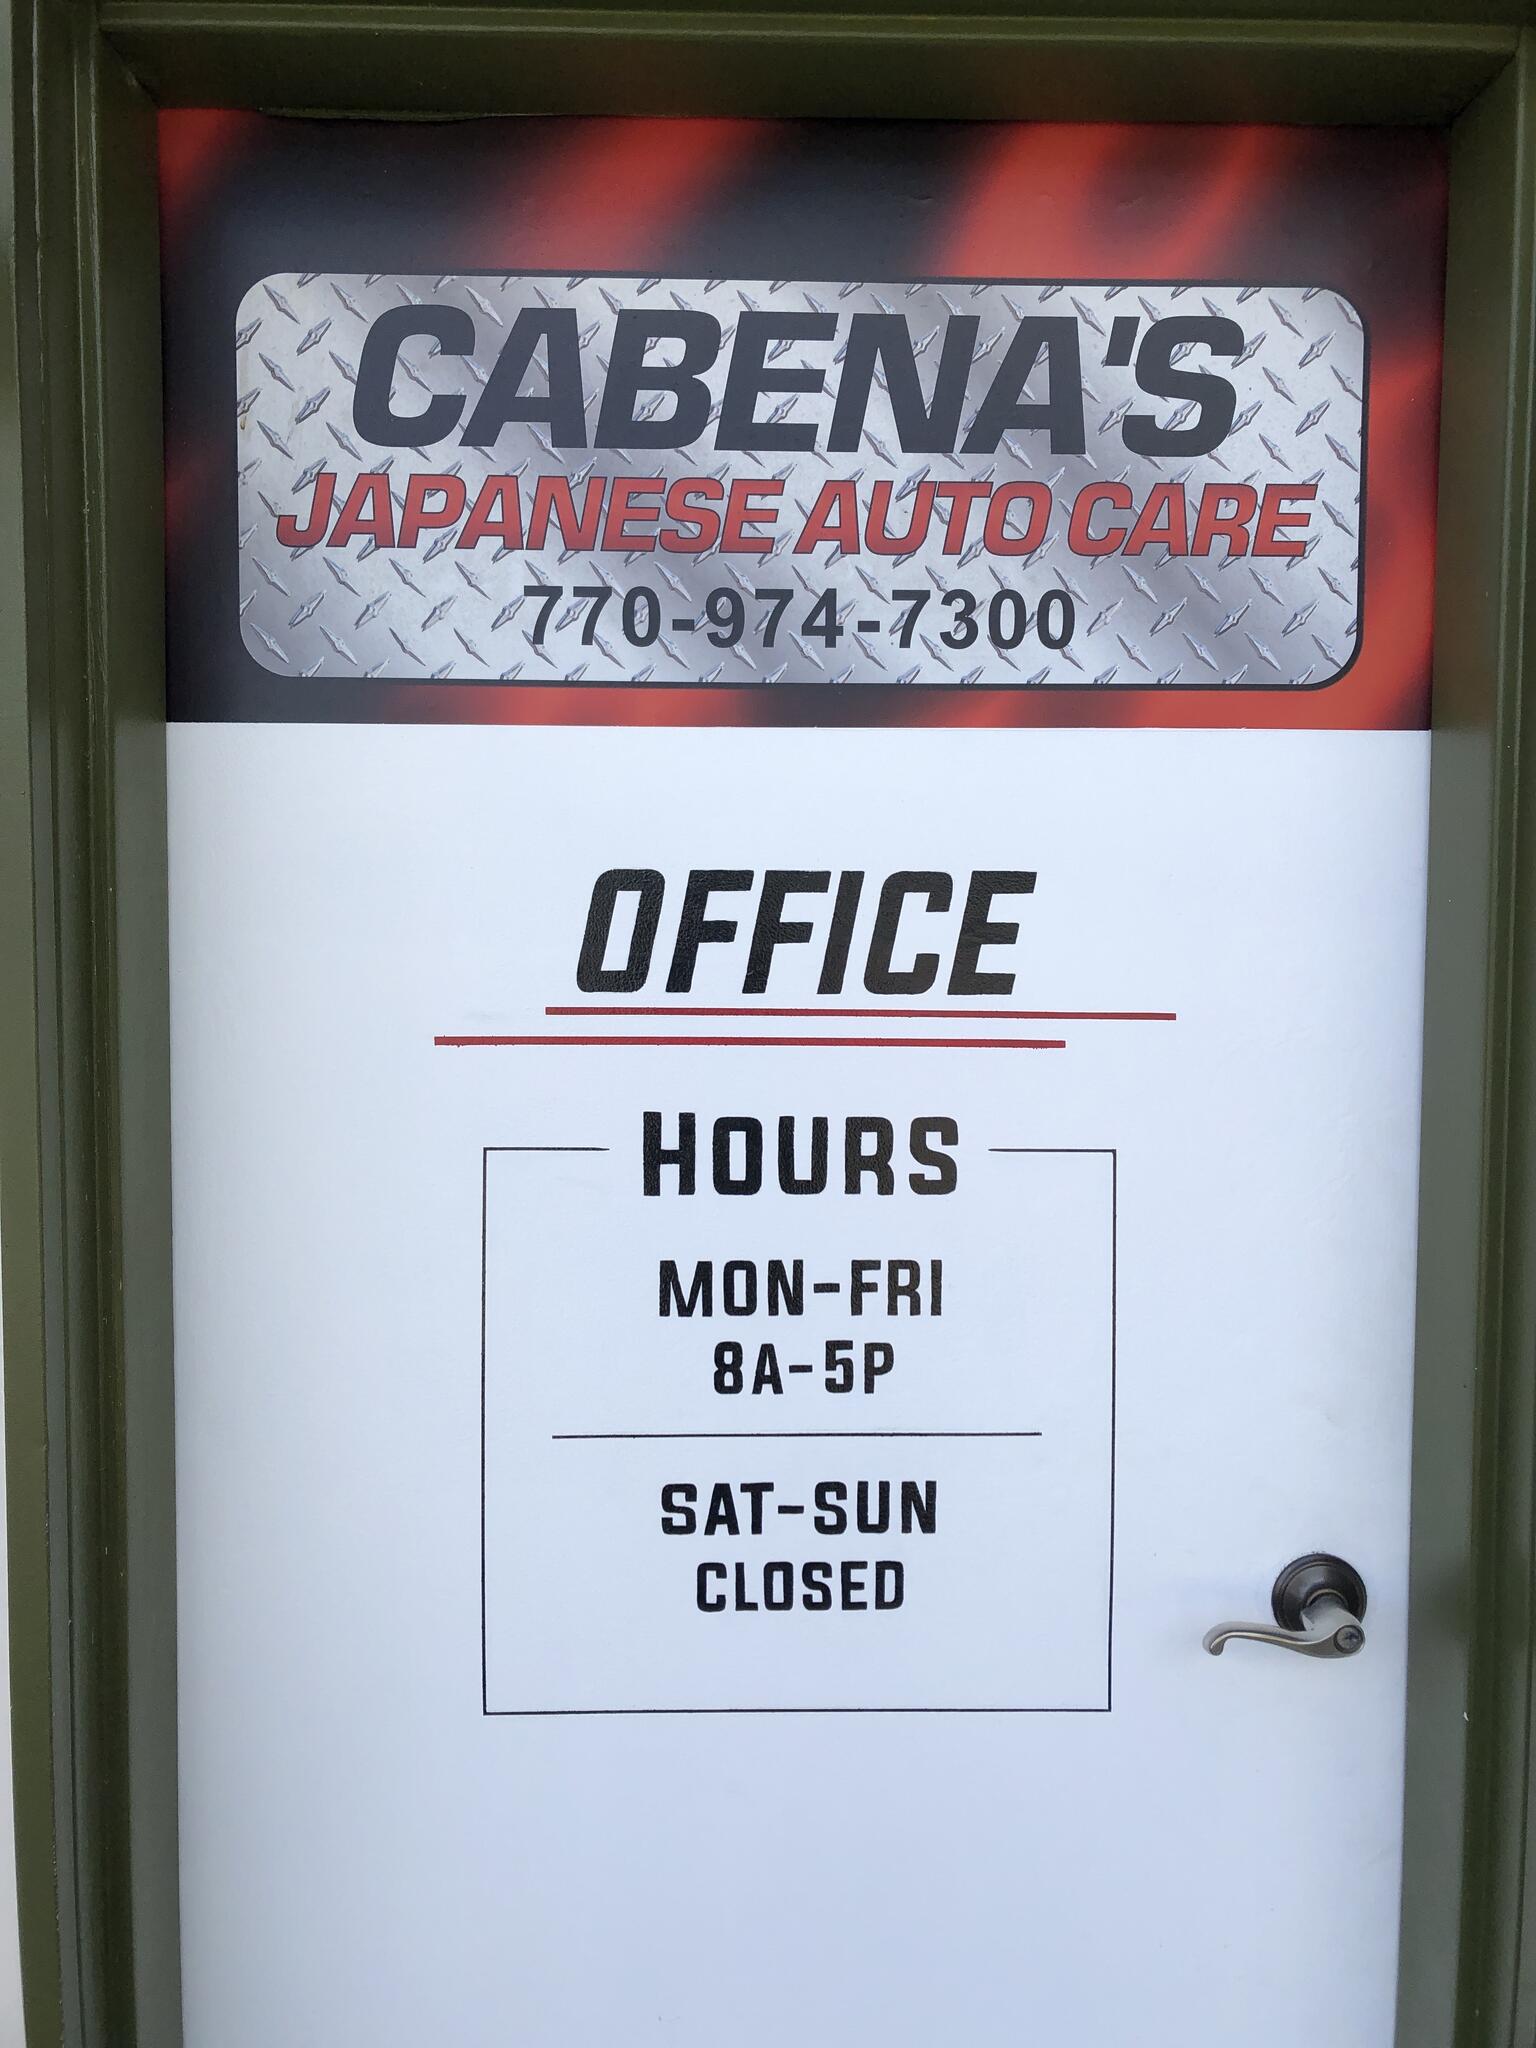 CABENA'S
JAPANESE AUTO CARE
770-974-7300
OFFICE
HOURS
MON-FRI
8A-5P
SAT-SUN
CLOSED